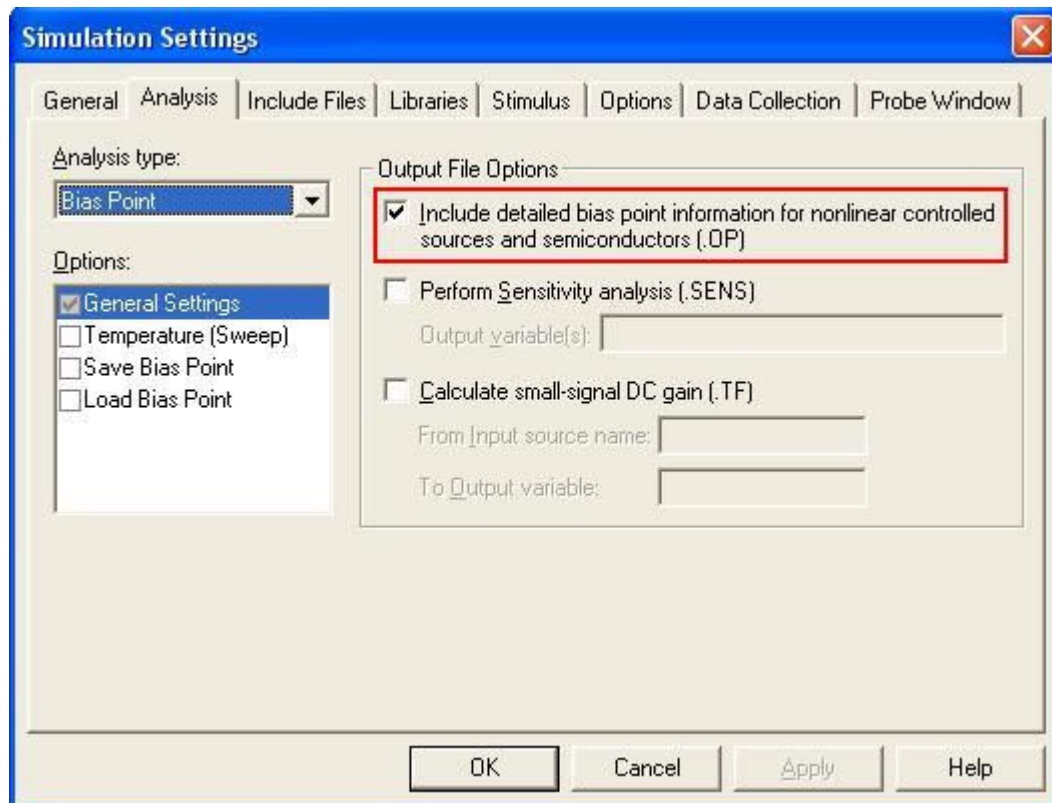 Simulation Settings
General Analysis Include Files Libraries Stimulus Options Data Collection Probe Window
Analysis type:
Bias Point
Options:
General Settings
Temperature (Sweep)
Save Bias Point
Load Bias Point
Output File Options
Include detailed bias point information for nonlinear controlled
sources and semiconductors (.OP)
Perform Sensitivity analysis (.SENS)
Output variable(s):
Calculate small-signal DC gain (.TF)
From Input source name:
To Output variable:
OK Cancel Apply Help